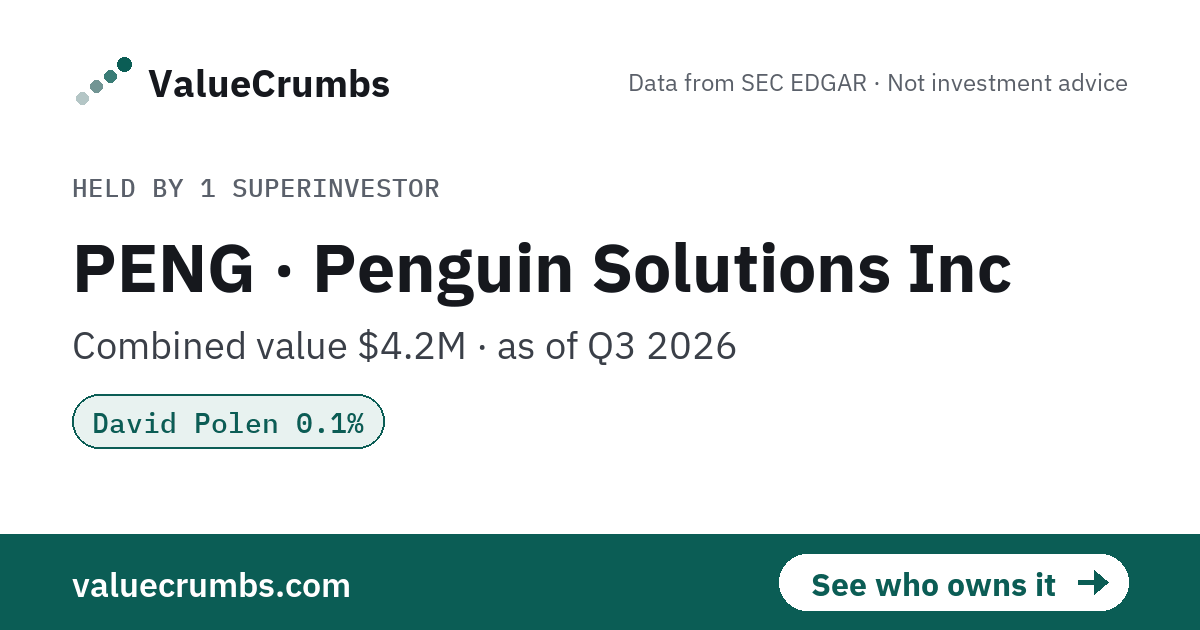 ValueCrumbs
Data from SEC EDGAR · Not investment advice
HELD BY 1 SUPERINVESTOR
PENG · Penguin Solutions Inc
Combined value $4.2M · as of Q3 2026
David Polen 0.1%
valuecrumbs.com
See who owns it →